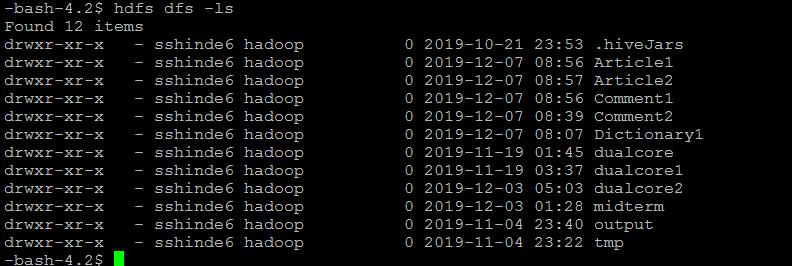 -bash-4.2$ hdfs dfs -ls
Found 12 items
drwxr-xr-x   - sshinde6 hadoop          0 2019-10-21 23:53 .hiveJars
drwxr-xr-x   - sshinde6 hadoop          0 2019-12-07 08:56 Article1
drwxr-xr-x   - sshinde6 hadoop          0 2019-12-07 08:57 Article2
drwxr-xr-x   - sshinde6 hadoop          0 2019-12-07 08:56 Comment1
drwxr-xr-x   - sshinde6 hadoop          0 2019-12-07 08:39 Comment2
drwxr-xr-x   - sshinde6 hadoop          0 2019-12-07 08:07 Dictionary1
drwxr-xr-x   - sshinde6 hadoop          0 2019-11-19 01:45 dualcore
drwxr-xr-x   - sshinde6 hadoop          0 2019-11-19 03:37 dualcore1
drwxr-xr-x   - sshinde6 hadoop          0 2019-12-03 05:03 dualcore2
drwxr-xr-x   - sshinde6 hadoop          0 2019-12-03 01:28 midterm
drwxr-xr-x   - sshinde6 hadoop          0 2019-11-04 23:40 output
drwxr-xr-x   - sshinde6 hadoop          0 2019-11-04 23:22 tmp
-bash-4.2$